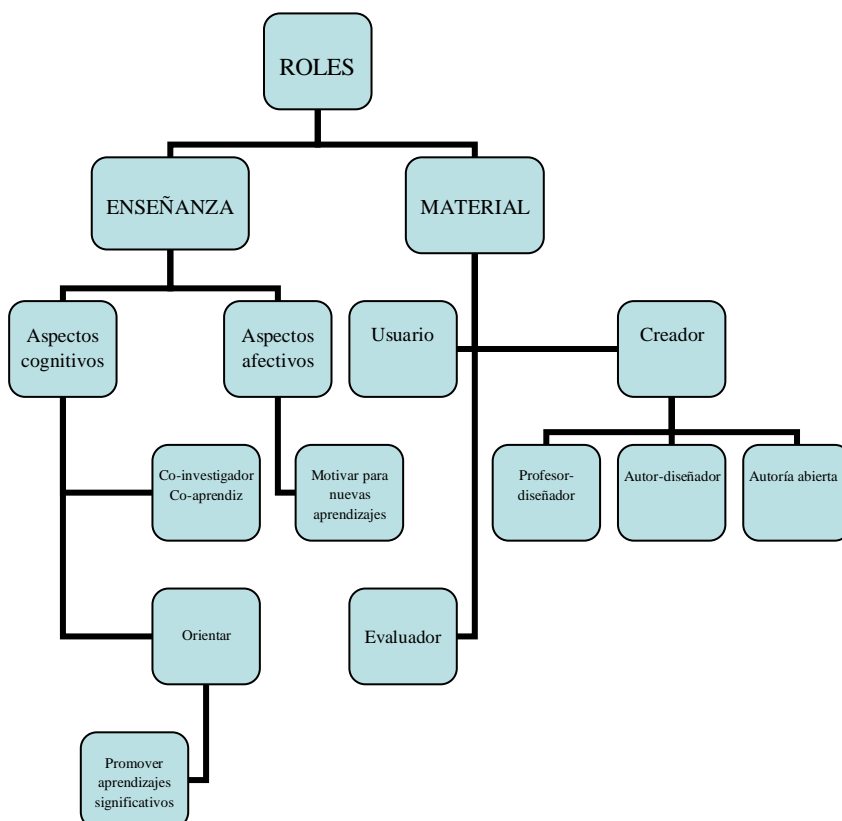 ROLES
ENSEÑANZA
MATERIAL
Aspectos
cognitivos
Aspectos
afectivos
Usuario
Creador
Co-investigador
Co-aprendiz
Motivar para
nuevas
aprendizajes
Profesor-
diseñador
Autor-diseñador
Autoría abierta
Orientar
Evaluador
Promover
aprendizajes
significativos